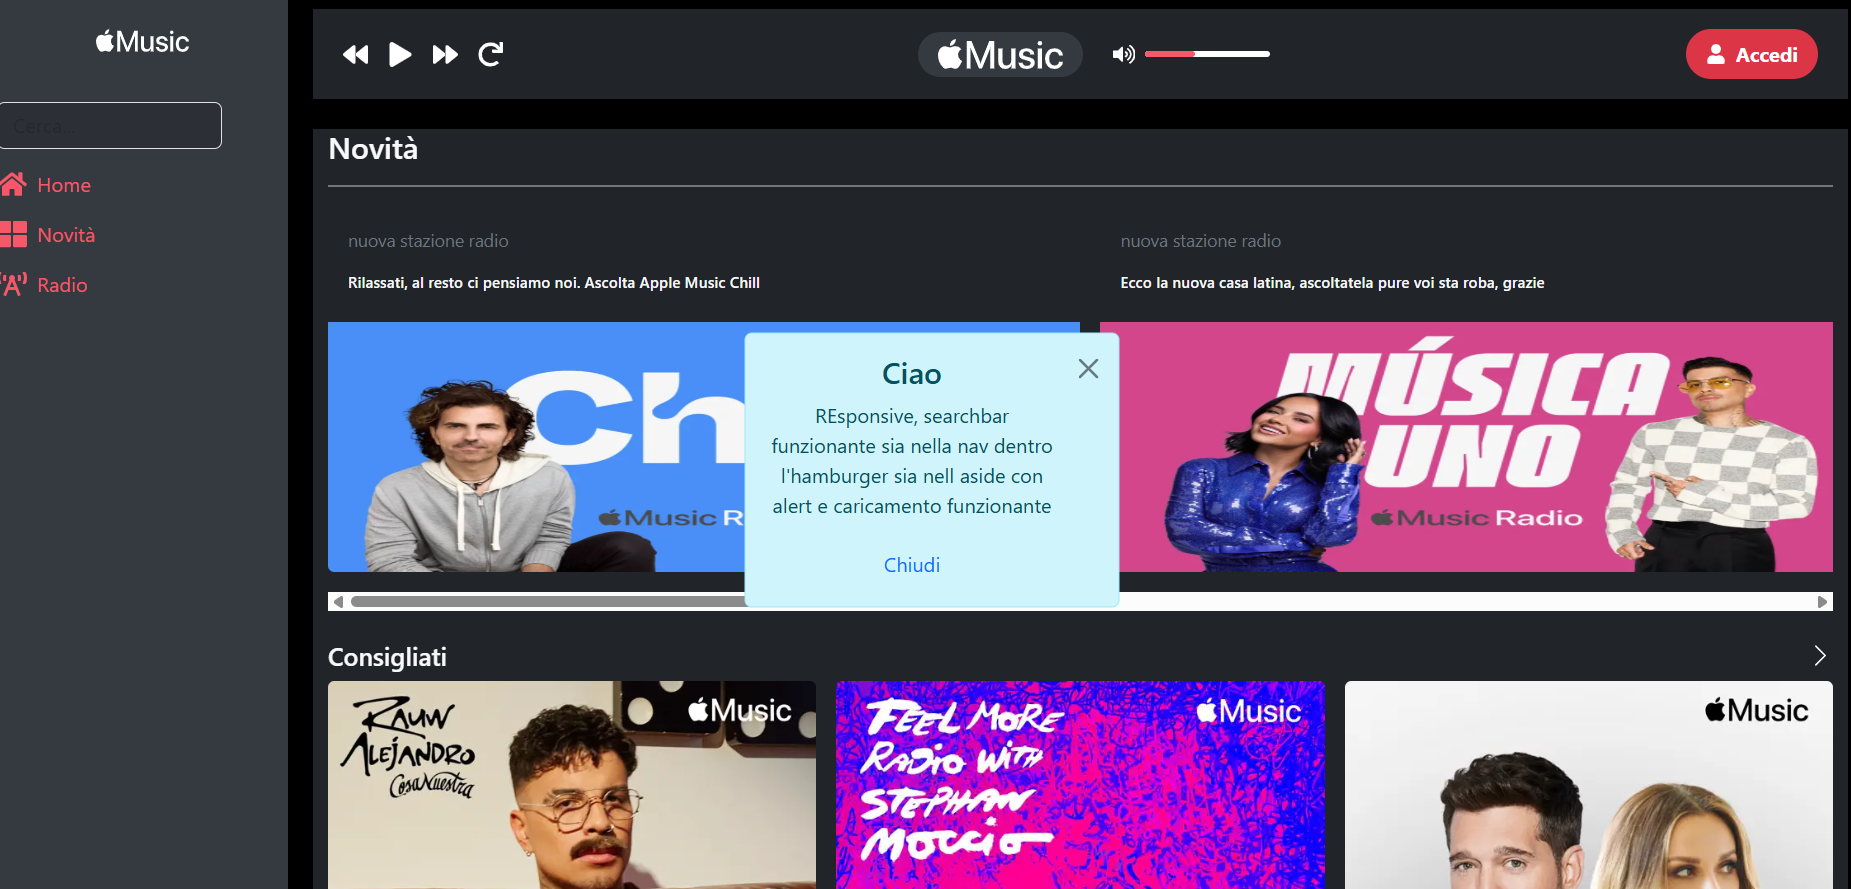 Music
Cerca...
Home
Novità
Radio
Music
Accedi
Novità
nuova stazione radio
Rilassati, al resto ci pensiamo noi. Ascolta Apple Music Chill
nuova stazione radio
Ecco la nuova casa latina, ascoltatela pure voi sta roba, grazie
Ch
Music R
Ciao
REsponsive, searchbar
funzionante sia nella nav dentro
l'hamburger sia nell aside con
alert e caricamento funzionante
Chiudi
MÚSICA
UNO
Music Radio
Consigliati
RAUW
ALEJANDRO
CosaNuestra
Music
FEEL MORE
RADIO WITH
STEPHAN
MOCCIO
Music
Music